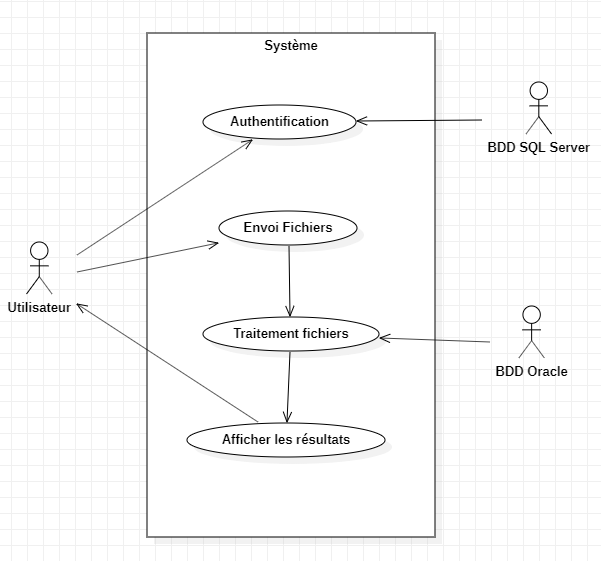 Système
Authentification
BDD SQL Server
Envoi Fichiers
Utilisateur
Traitement fichiers
BDD Oracle
Afficher les résultats